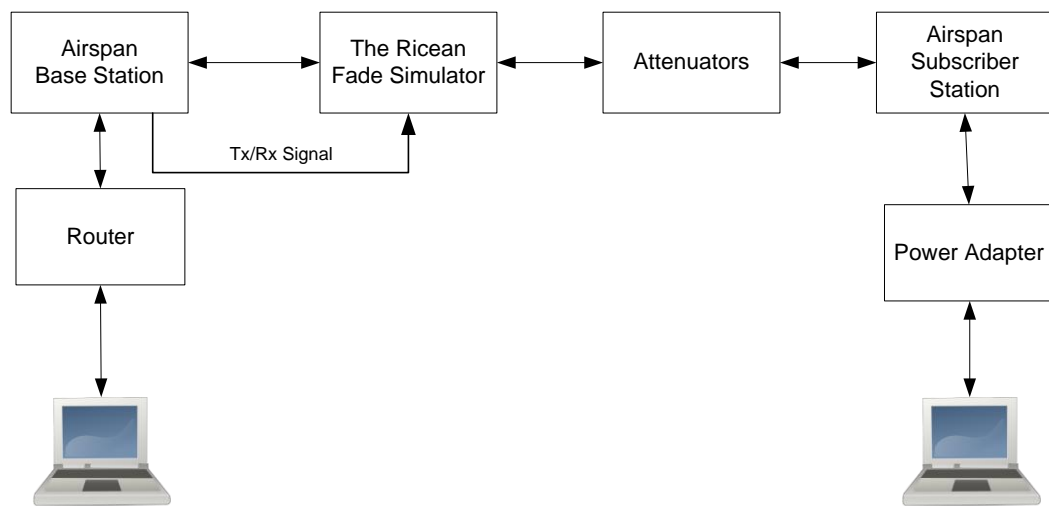 Airspan
Base Station
The Ricean
Fade Simulator
Attenuators
Airspan
Subscriber
Station
Tx/Rx Signal
Router
Power Adapter